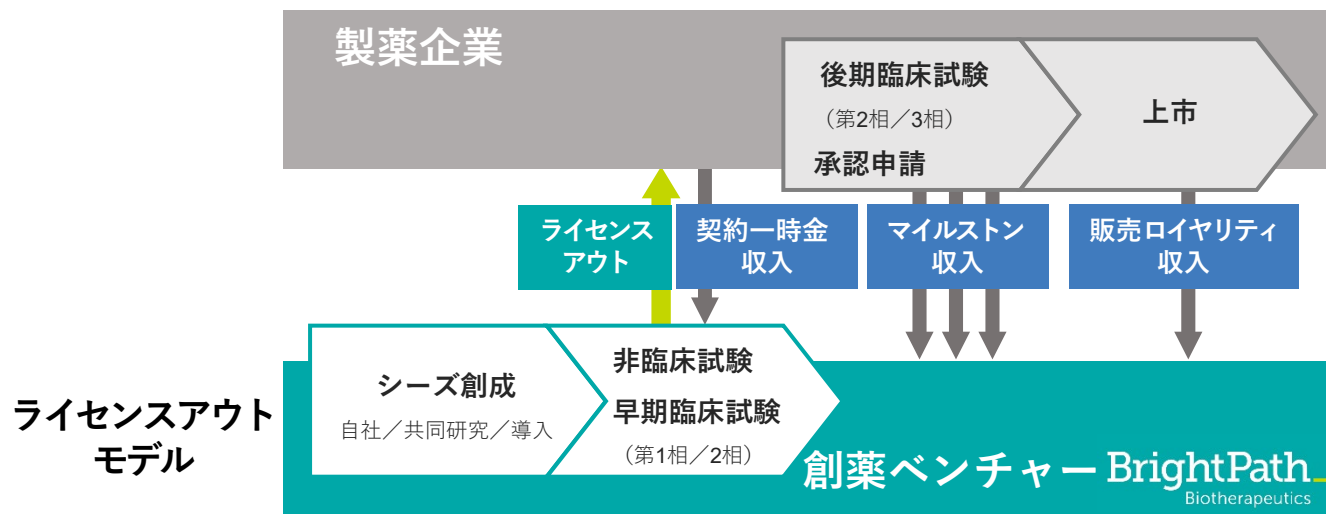 製薬企業
後期臨床試験
（第2相／3相）
承認申請
上市
ライセンス
アウト
契約一時金
収入
マイルストン
収入
販売ロイヤリティ
収入
ライセンスアウト
モデル
シーズ創成
自社／共同研究／導入
非臨床試験
早期臨床試験
（第1相／2相）
創薬ベンチャー BrightPath
Biotherapeutics